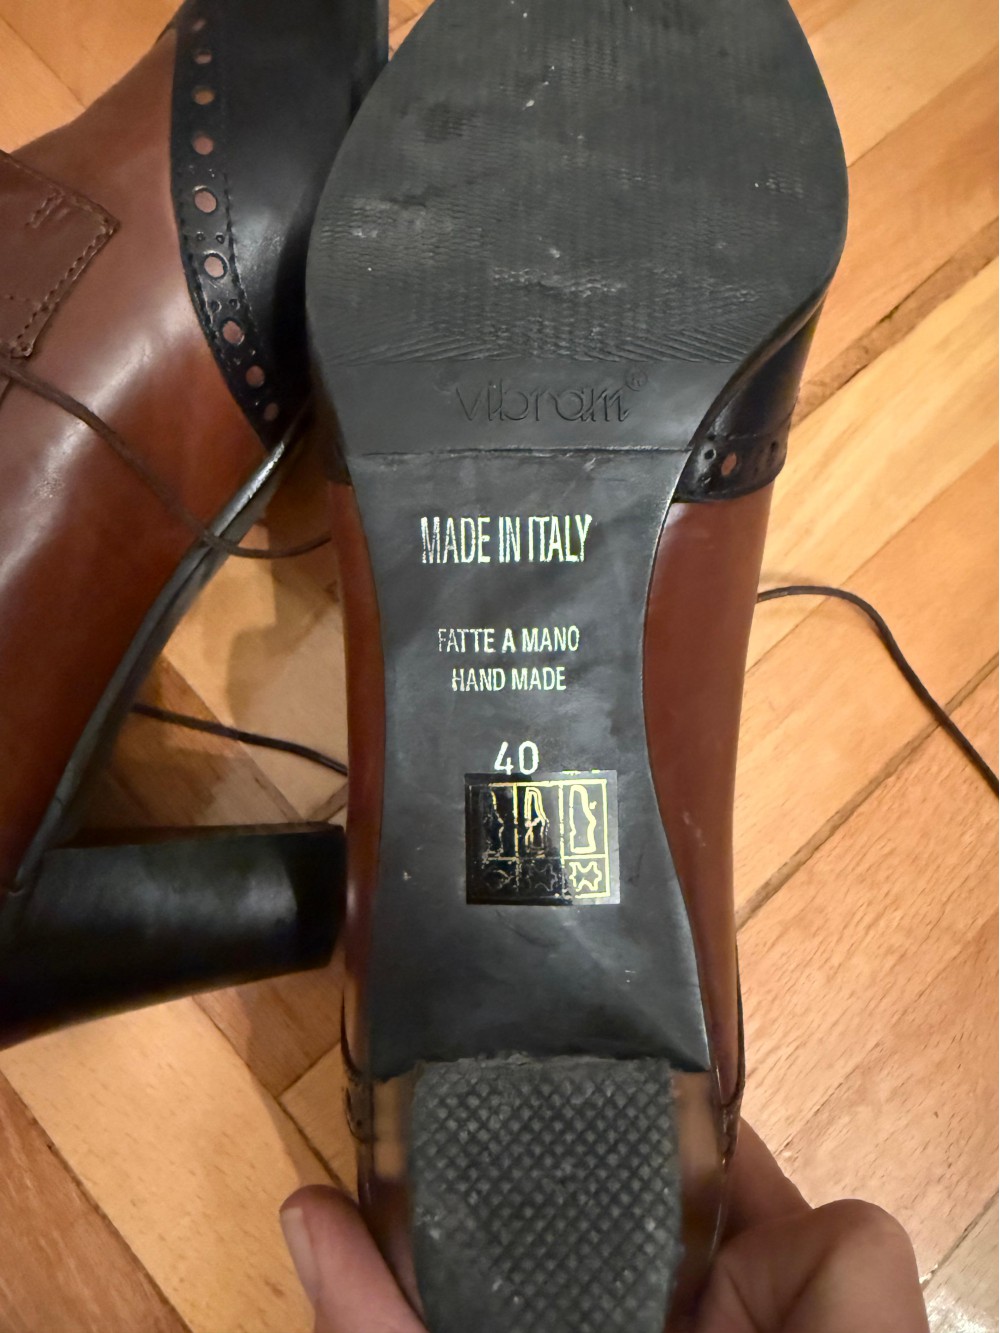 vibram®
MADE IN ITALY
FATTE A MANO
HAND MADE
40